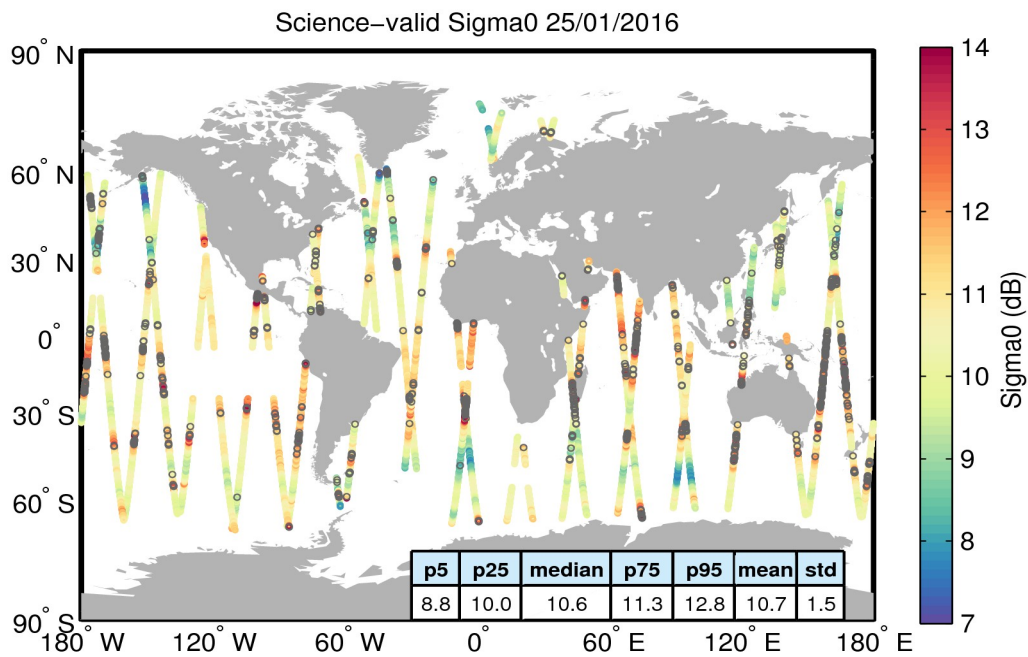 Science−valid Sigma0 25/01/2016
90° N
60° N
30° N
0°
30° S
60° S
90° S
180° W
120° W
60° W
0°
60° E
120° E
180° E
p5 p25 median p75 p95 mean std
8.8 10.0 10.6 11.3 12.8 10.7 1.5
14
13
12
11
10
9
8
7
Sigma0 (dB)